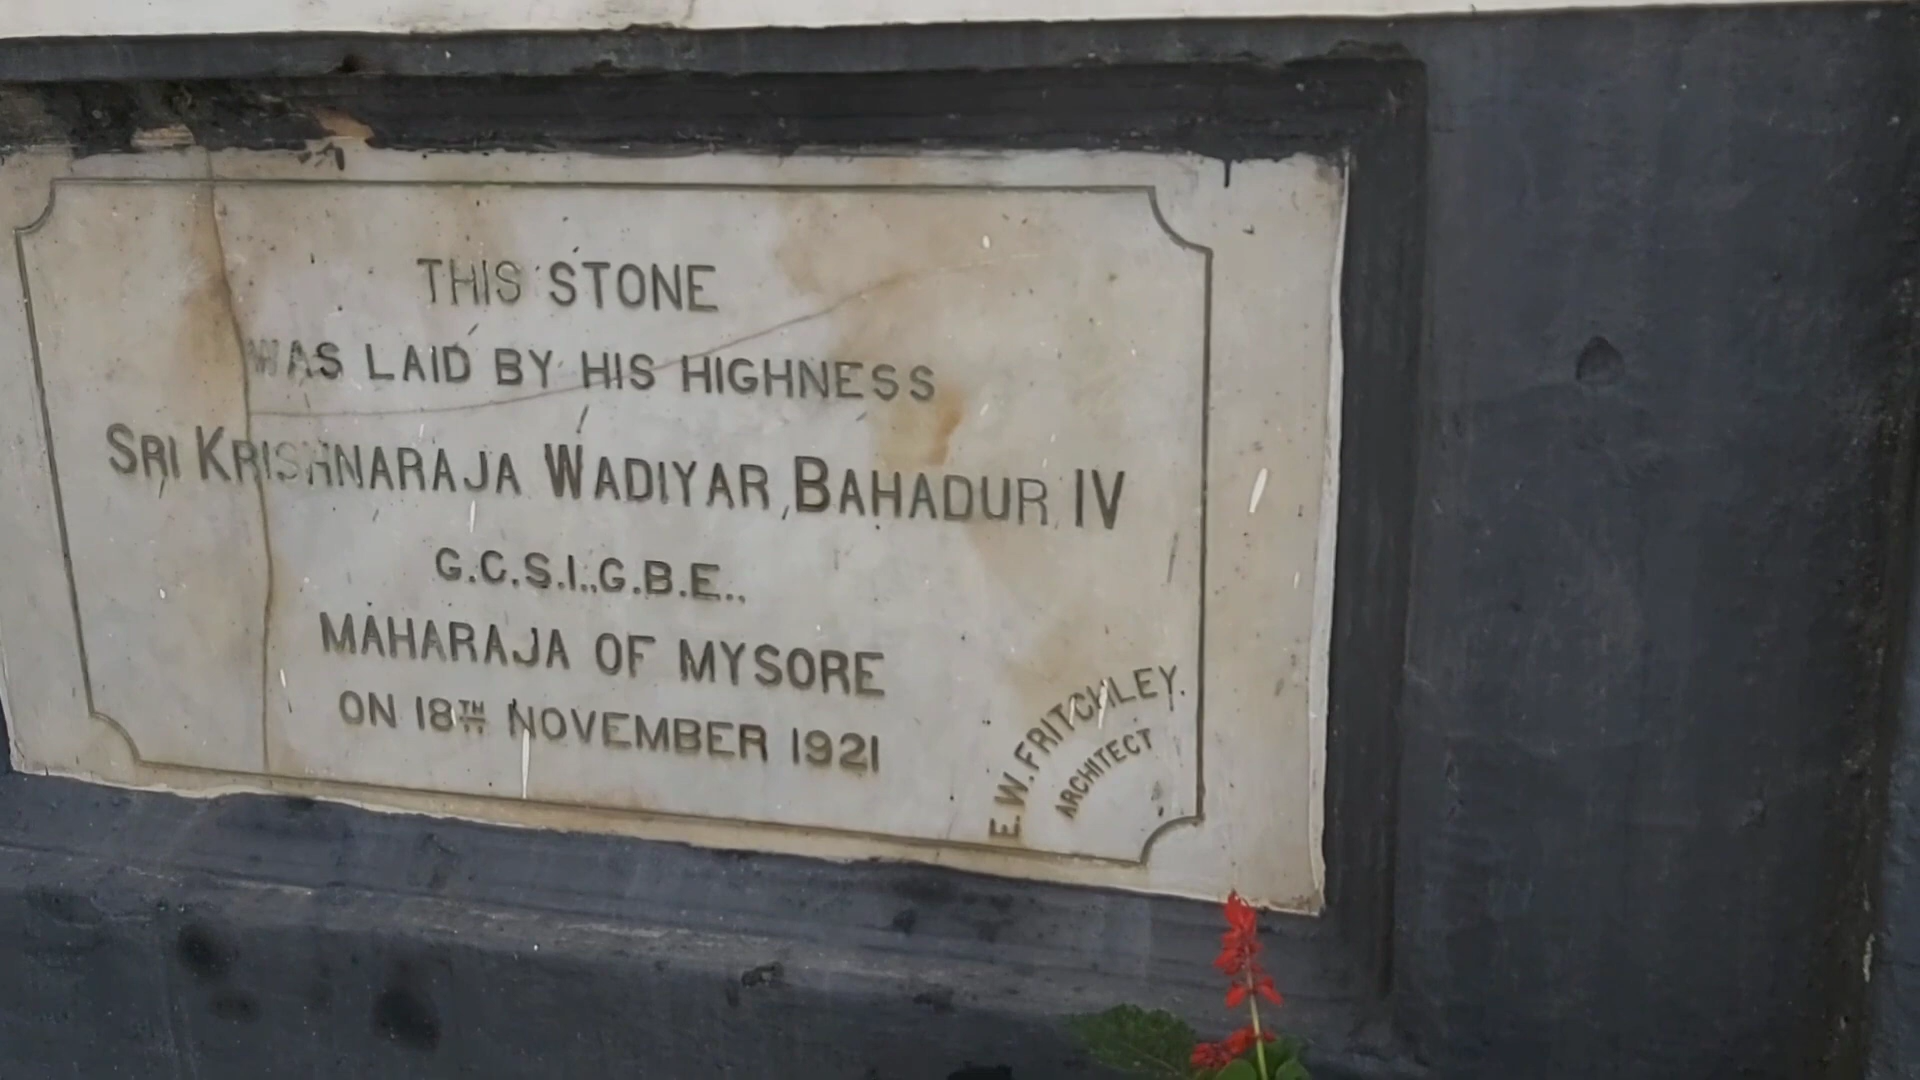 THIS STONE
WAS LAID BY HIS HIGHNESS
SRI KRISHNARAJA WADIYAR, BAHADUR IV
G.C.S.I., G.B.E.,
MAHARAJA OF MYSORE
ON 18TH NOVEMBER 1921
E. W. FRITCHLEY.
ARCHITECT